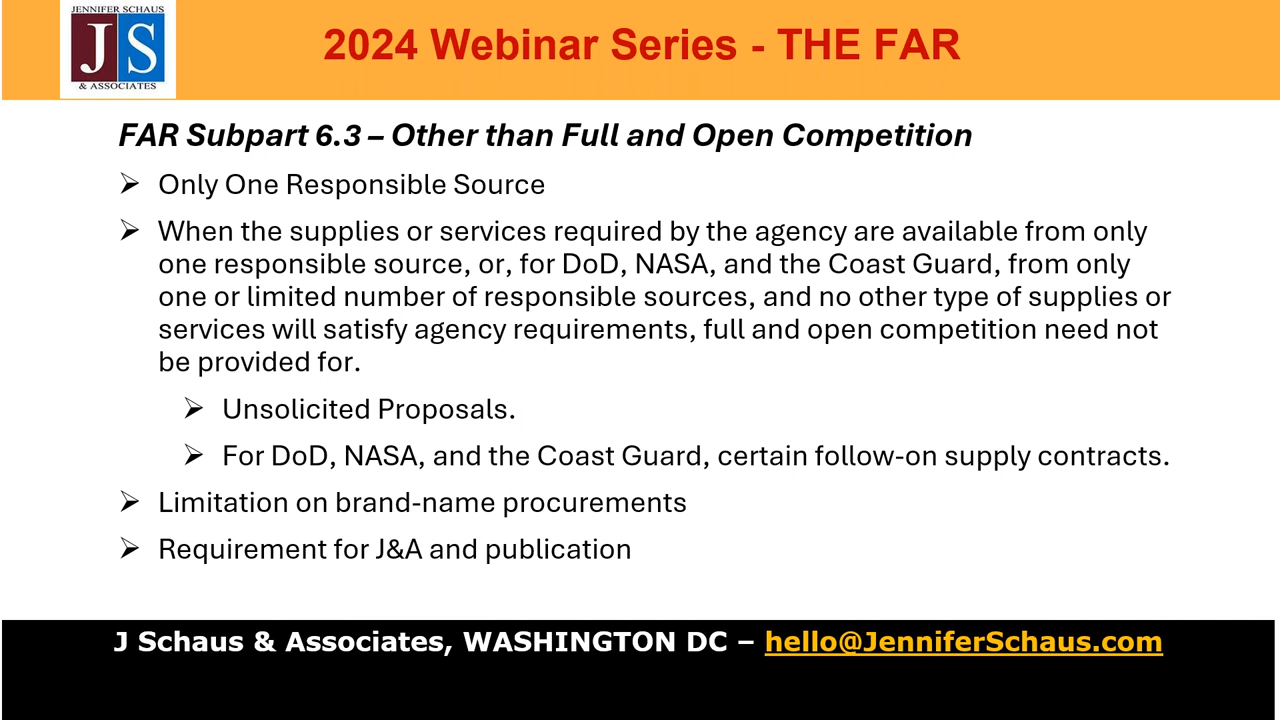 JENNIFER SCHAUS
JS
& ASSOCIATES
2024 Webinar Series - THE FAR
FAR Subpart 6.3 – Other than Full and Open Competition
➢ Only One Responsible Source
➢ When the supplies or services required by the agency are available from only
one responsible source, or, for DoD, NASA, and the Coast Guard, from only
one or limited number of responsible sources, and no other type of supplies or
services will satisfy agency requirements, full and open competition need not
be provided for.
➢ Unsolicited Proposals.
➢ For DoD, NASA, and the Coast Guard, certain follow-on supply contracts.
➢ Limitation on brand-name procurements
➢ Requirement for J&A and publication
J Schaus & Associates, WASHINGTON DC – hello@JenniferSchaus.com